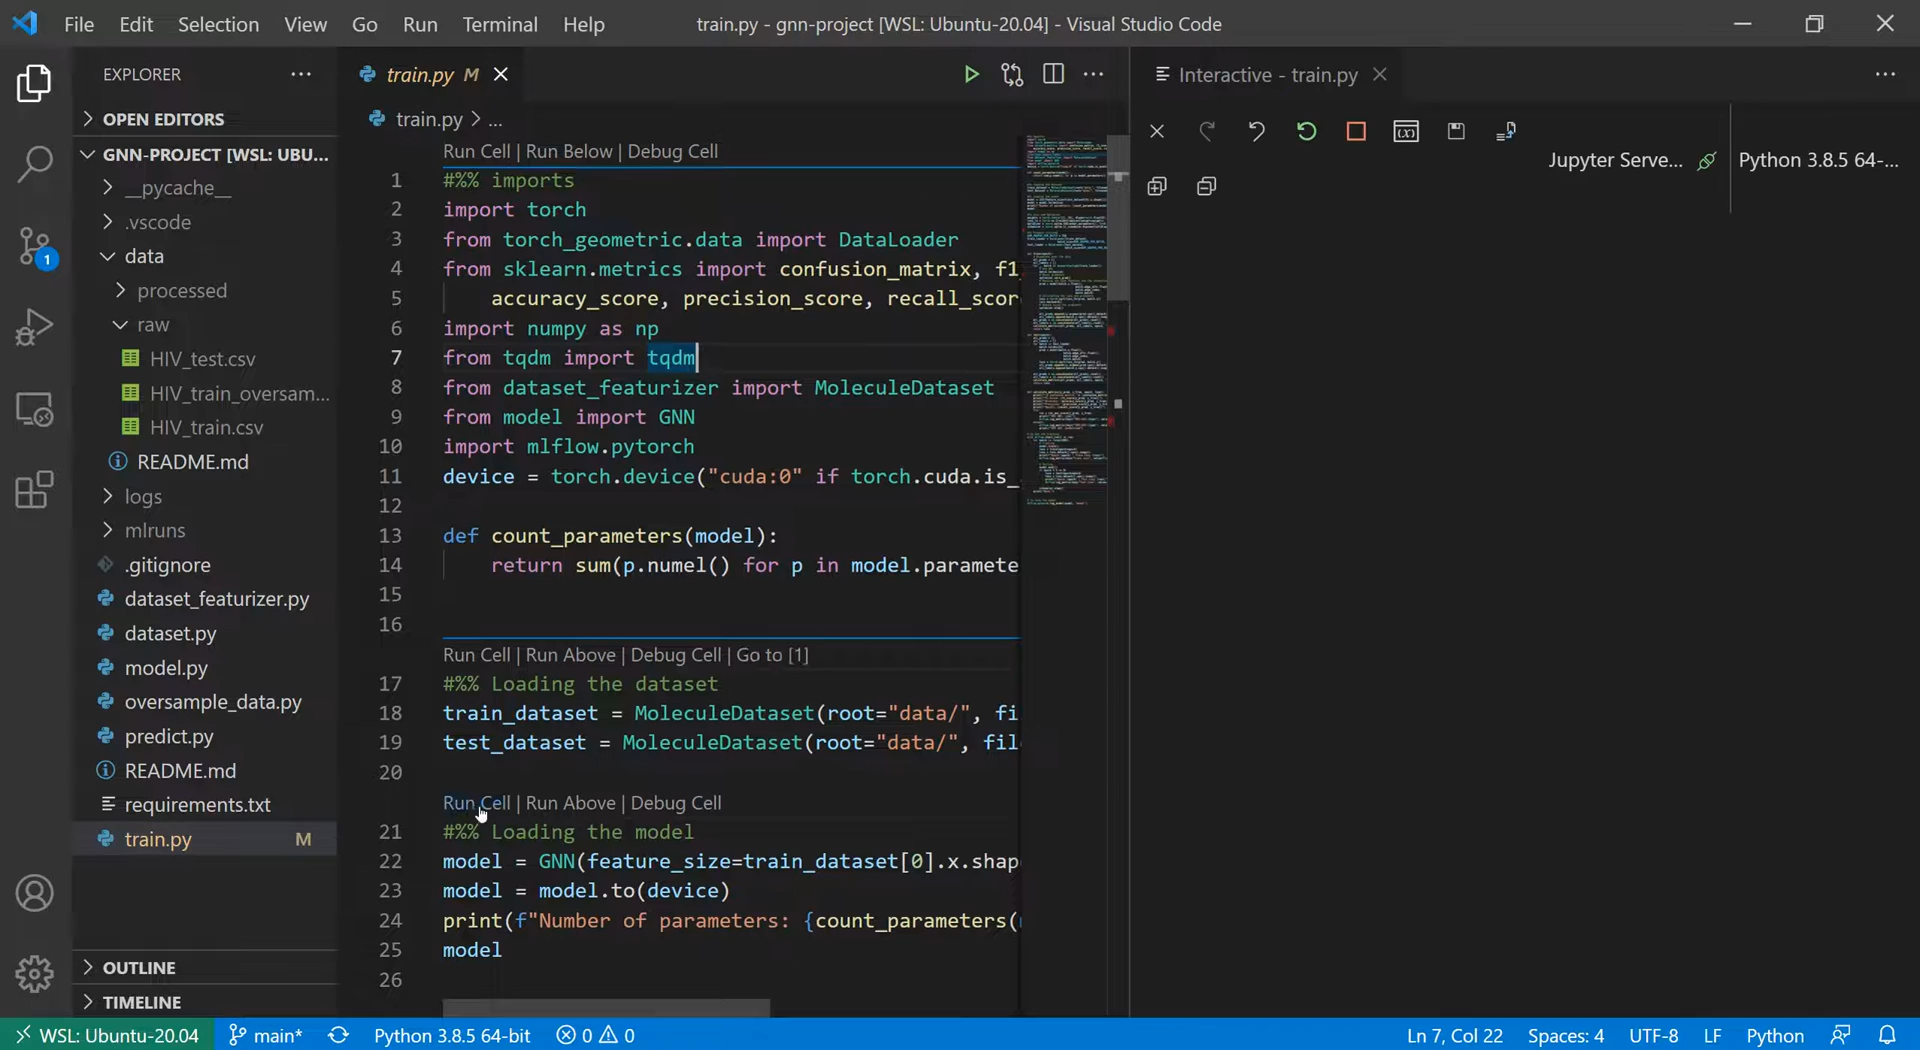 File Edit Selection View Go Run Terminal Help train.py - gnn-project [WSL: Ubuntu-20.04] - Visual Studio Code
EXPLORER
OPEN EDITORS
GNN-PROJECT [WSL: UBU...
__pycache__
.vscode
data
processed
raw
HIV_test.csv
HIV_train_oversam...
HIV_train.csv
README.md
logs
mlruns
.gitignore
dataset_featurizer.py
dataset.py
model.py
oversample_data.py
predict.py
README.md
requirements.txt
train.py M
OUTLINE
TIMELINE
1
train.py M
train.py > ...
Run Cell | Run Below | Debug Cell
1 #%% imports
2 import torch
3 from torch_geometric.data import DataLoader
4 from sklearn.metrics import confusion_matrix, f1_
5 accuracy_score, precision_score, recall_scor
6 import numpy as np
7 from tqdm import tqdm
8 from dataset_featurizer import MoleculeDataset
9 from model import GNN
10 import mlflow.pytorch
11 device = torch.device("cuda:0" if torch.cuda.is_
12
13 def count_parameters(model):
14 return sum(p.numel() for p in model.paramete
15
16
Run Cell | Run Above | Debug Cell | Go to [1]
17 #%% Loading the dataset
18 train_dataset = MoleculeDataset(root="data/", fi
19 test_dataset = MoleculeDataset(root="data/", fil
20
Run Cell | Run Above | Debug Cell
21 #%% Loading the model
22 model = GNN(feature_size=train_dataset[0].x.shap
23 model = model.to(device)
24 print(f"Number of parameters: {count_parameters(
25 model
26
Interactive - train.py
Jupyter Serve... Python 3.8.5 64-...
WSL: Ubuntu-20.04 main* Python 3.8.5 64-bit 0 0 Ln 7, Col 22 Spaces: 4 UTF-8 LF Python